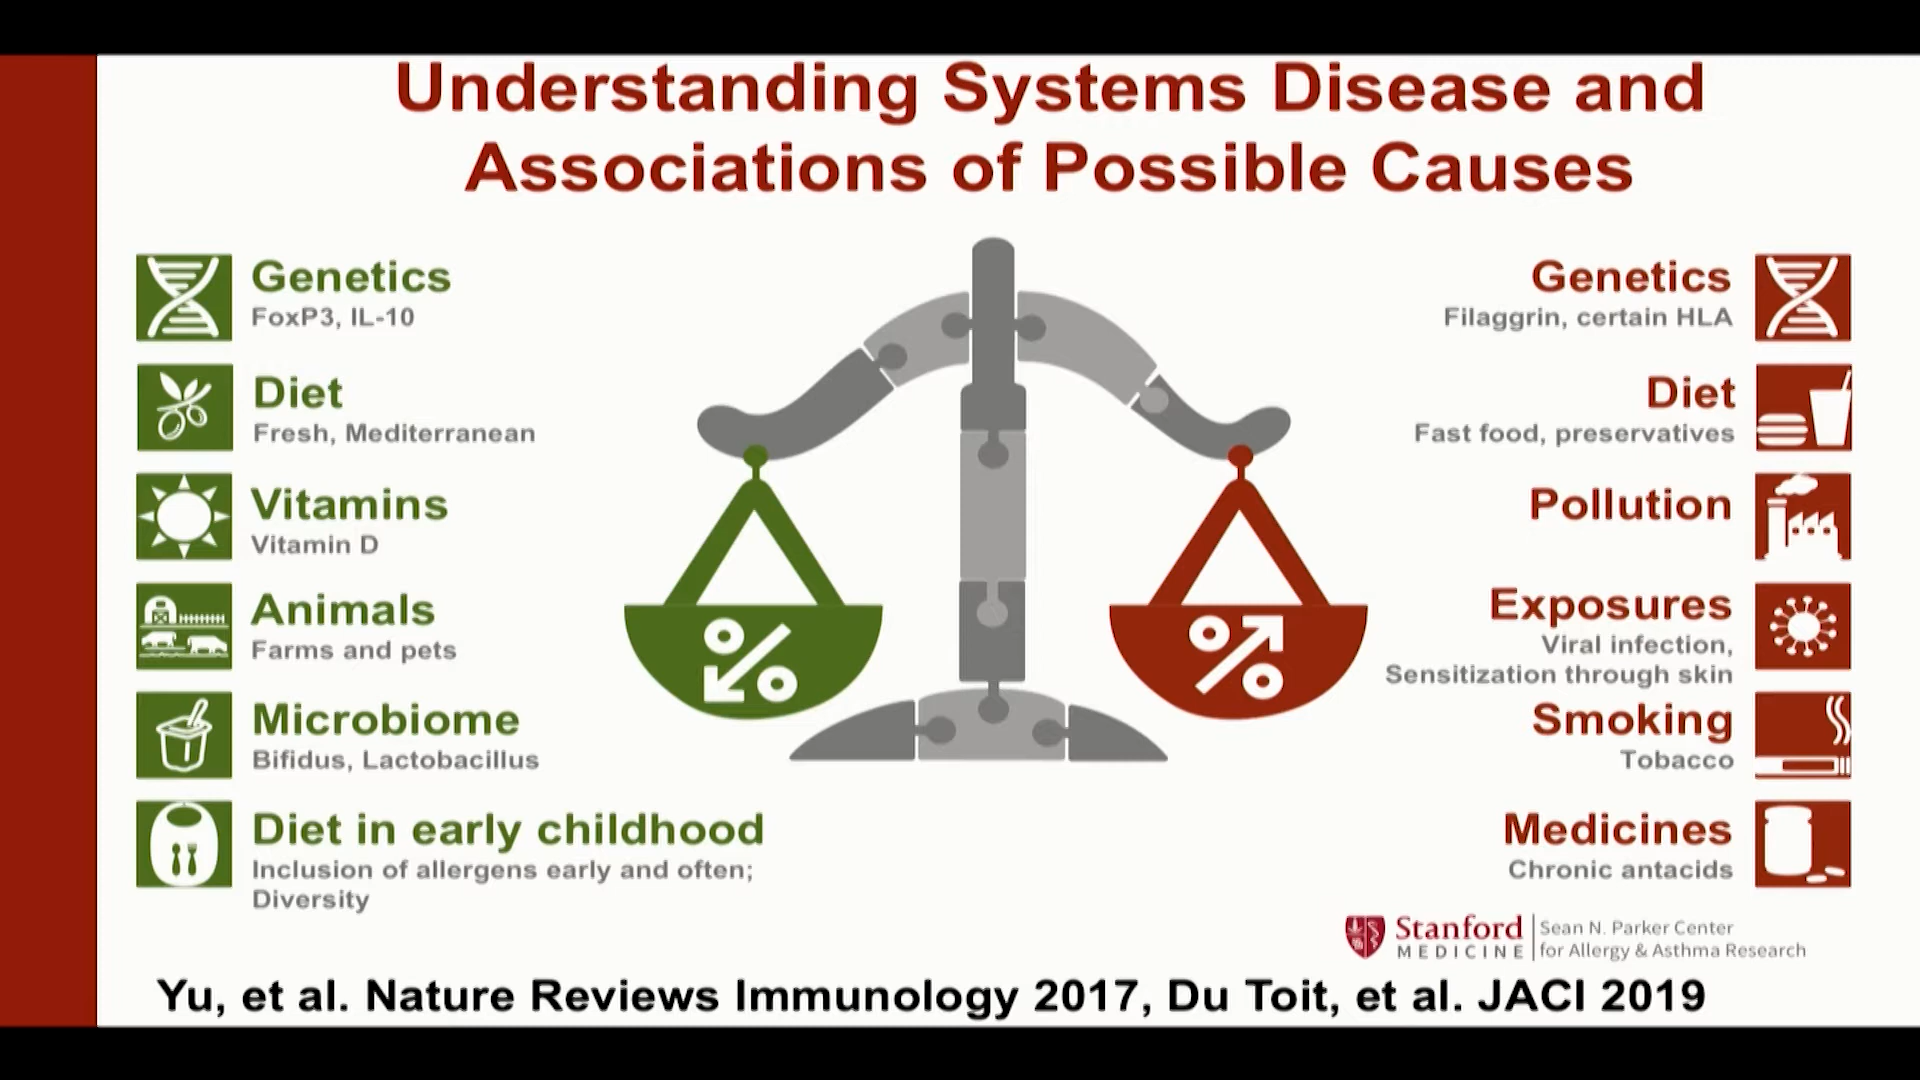 Understanding Systems Disease and
Associations of Possible Causes
Genetics
FoxP3, IL-10
Diet
Fresh, Mediterranean
Vitamins
Vitamin D
Animals
Farms and pets
Microbiome
Bifidus, Lactobacillus
Diet in early childhood
Inclusion of allergens early and often;
Diversity
%
%
Genetics
Filaggrin, certain HLA
Diet
Fast food, preservatives
Pollution
Exposures
Viral infection,
Sensitization through skin
Smoking
Tobacco
Medicines
Chronic antacids
Stanford
MEDICINE
Sean N. Parker Center
for Allergy & Asthma Research
Yu, et al. Nature Reviews Immunology 2017, Du Toit, et al. JACI 2019